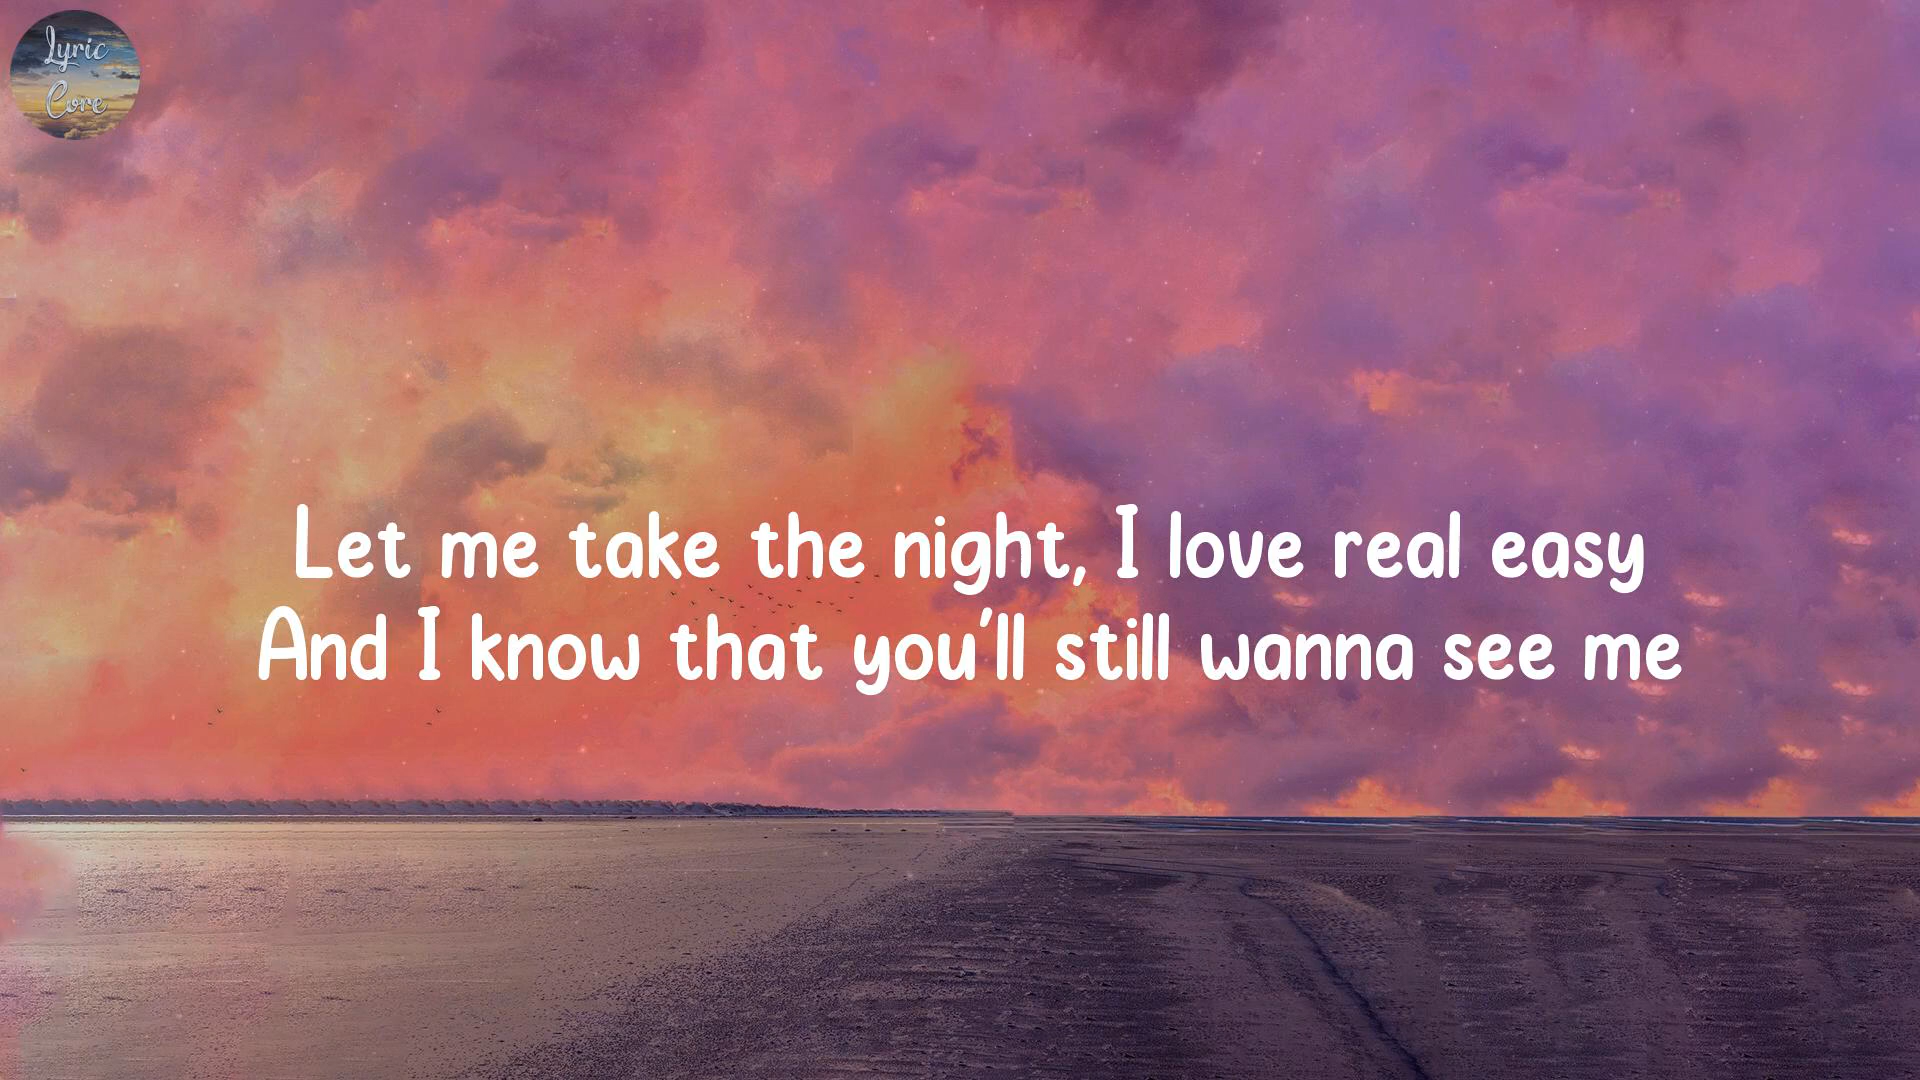 Lyric
Core
Let me take the night, I love real easy
And I know that you'll still wanna see me